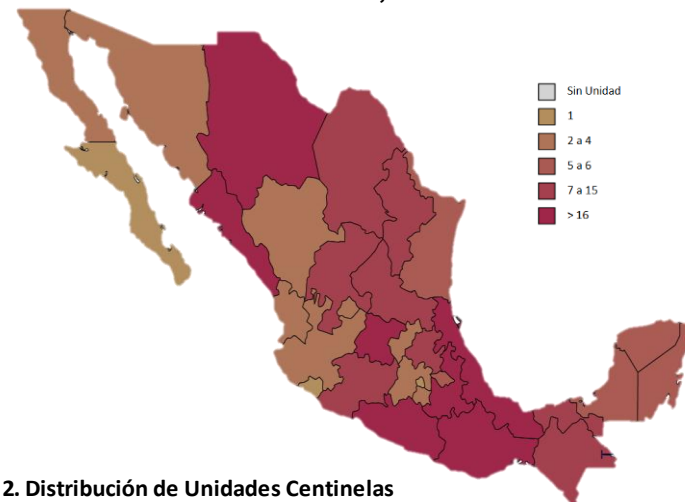 Sin Unidad
1
2 a 4
5 a 6
7 a 15
> 16
2. Distribución de Unidades Centinelas